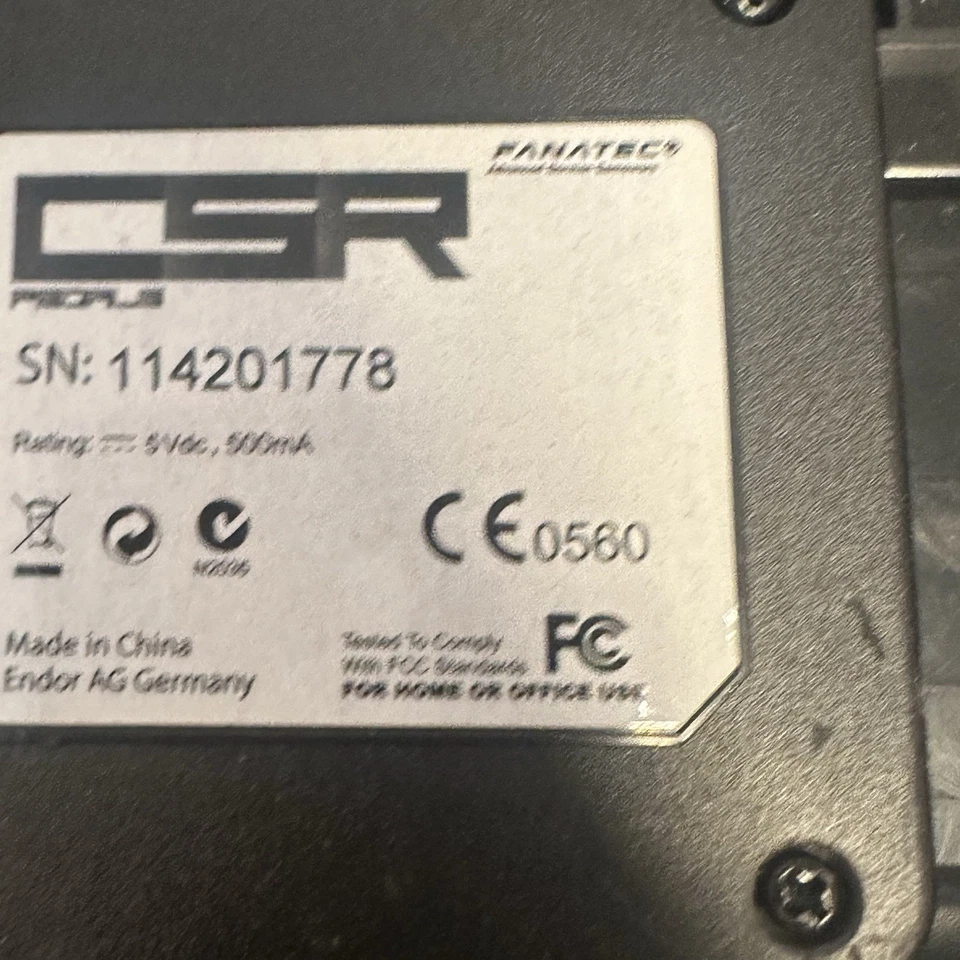 FANATEC®
CSR
PEDALS
SN: 114201778
Rating: 5Vdc, 500mA
CE0560
Made in China
Endor AG Germany
Tested To Comply
With FCC Standards
FC
FOR HOME OR OFFICE USE